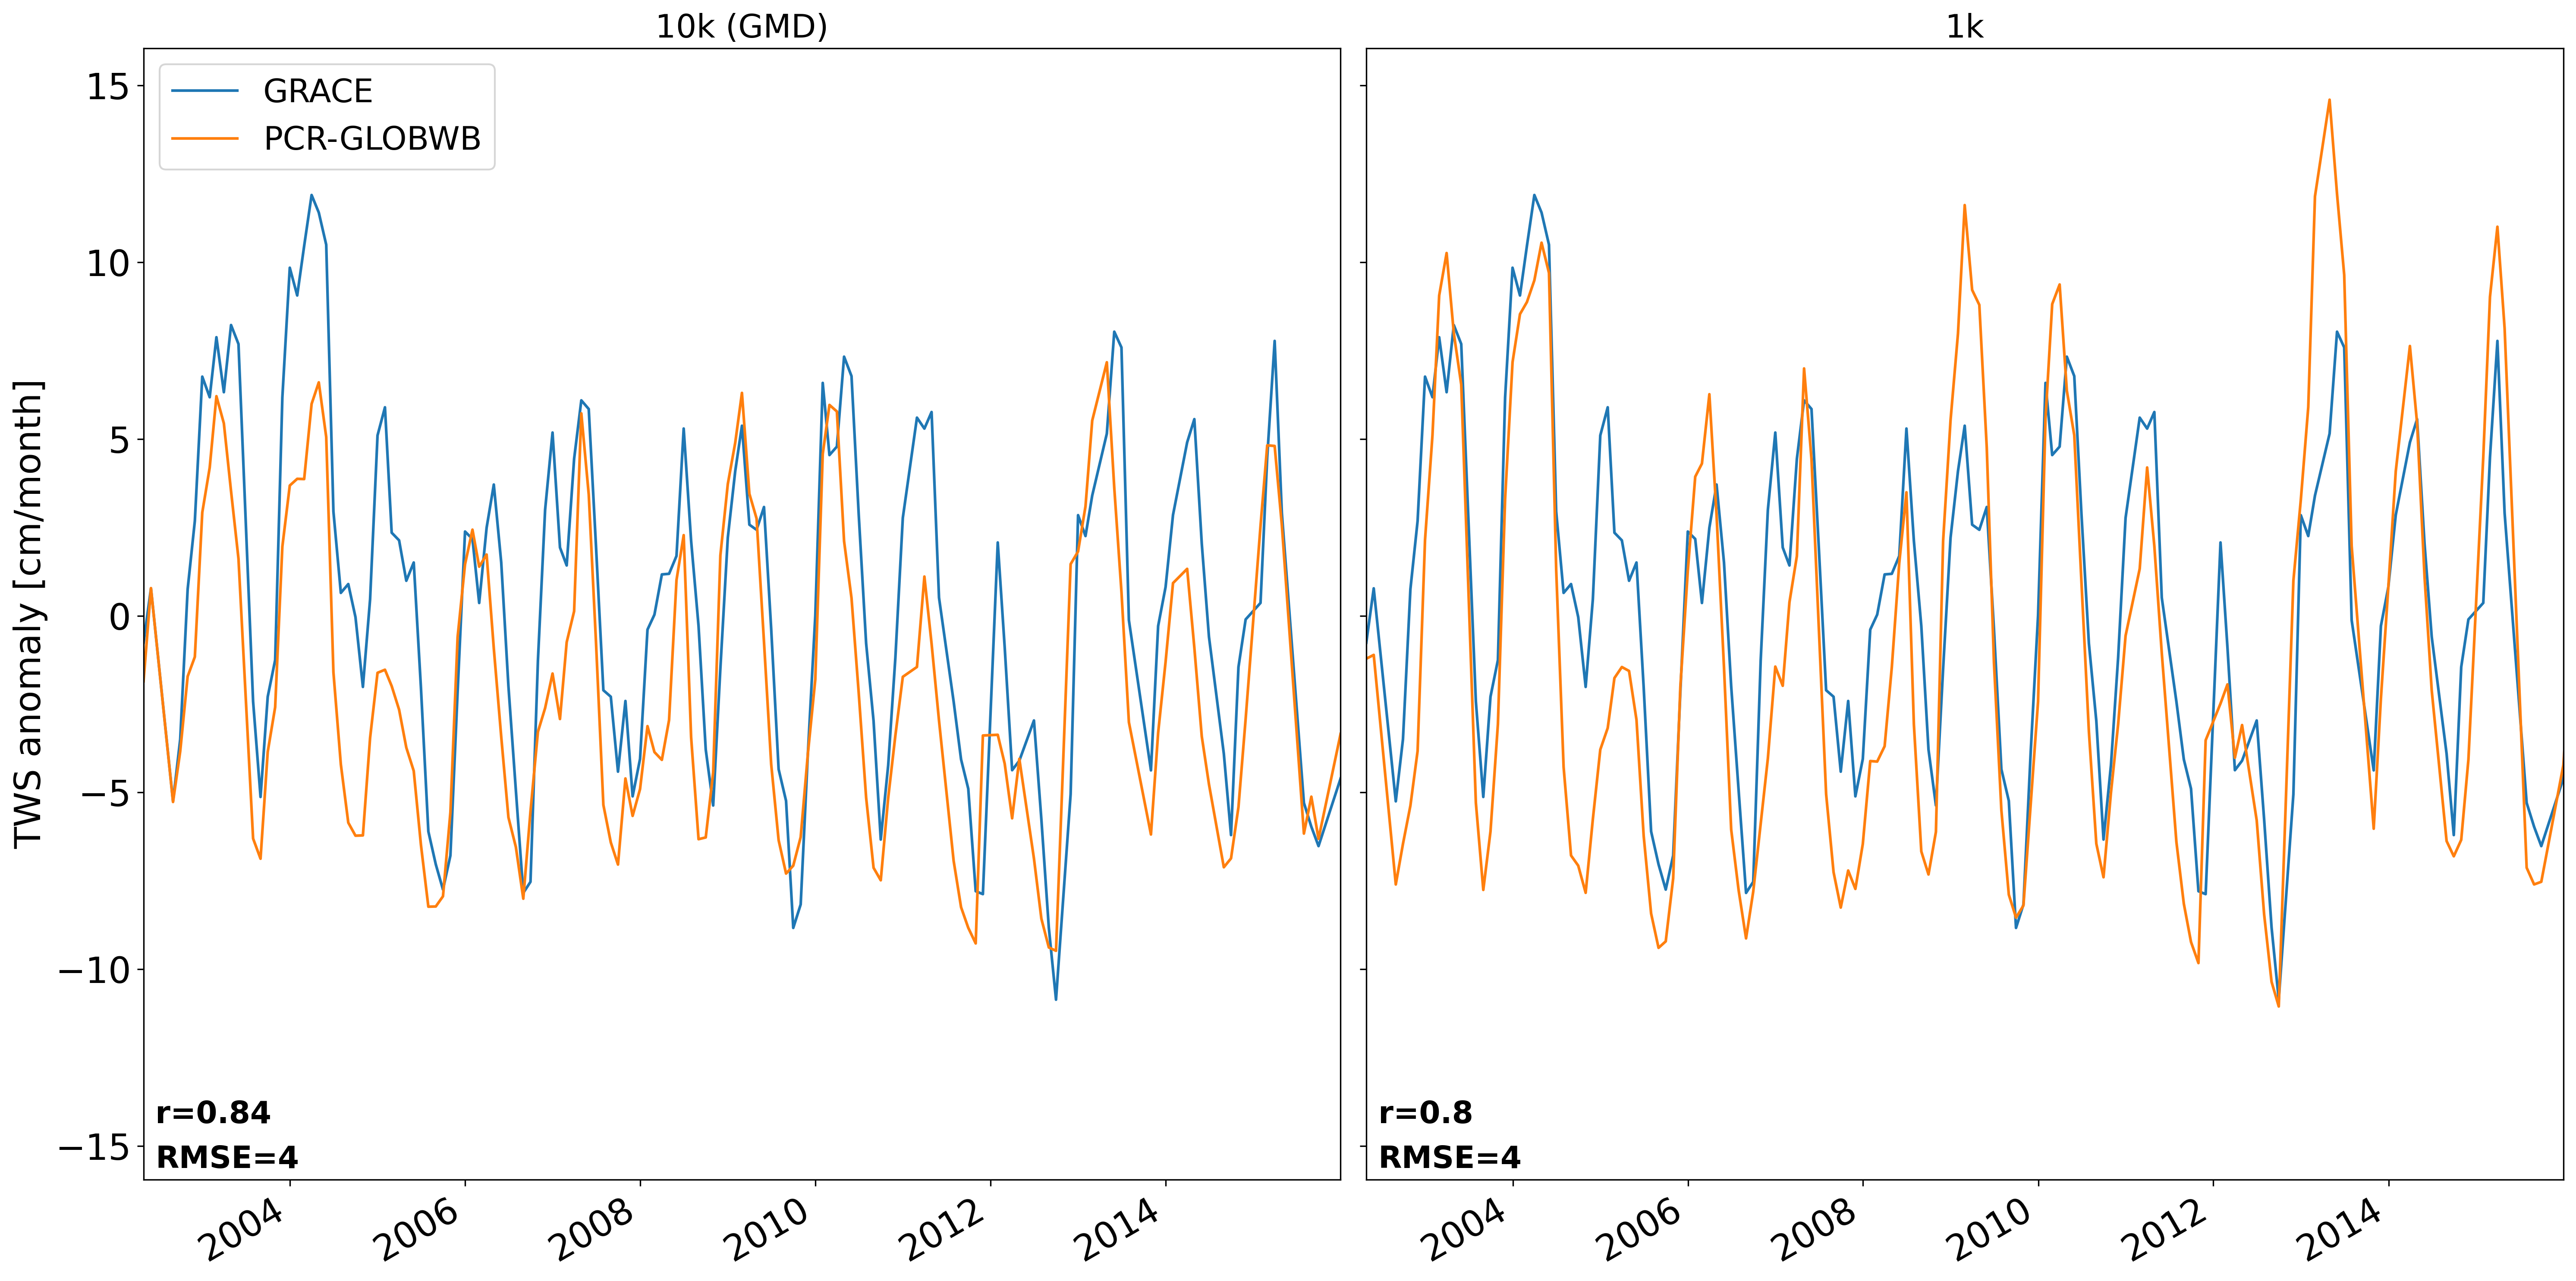 10k (GMD)
1k
GRACE
PCR-GLOBWB
TWS anomaly [cm/month]
15
10
5
0
−5
−10
−15
r=0.84
RMSE=4
r=0.8
RMSE=4
2004
2006
2008
2010
2012
2014
2004
2006
2008
2010
2012
2014